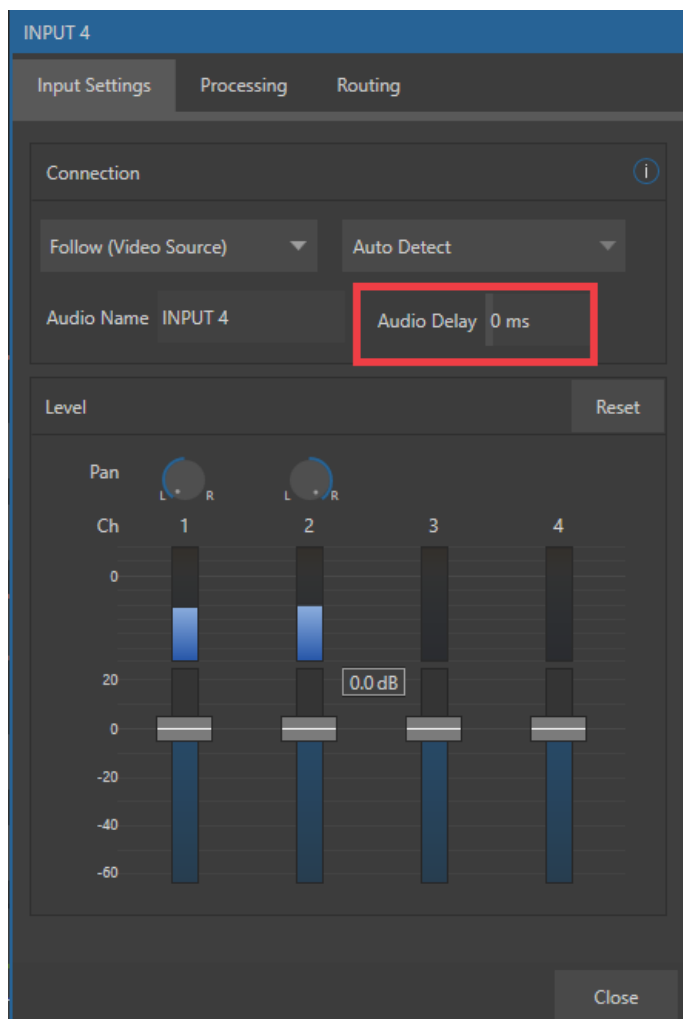 INPUT 4
Input Settings Processing Routing
Connection i
Follow (Video Source) Auto Detect
Audio Name INPUT 4 Audio Delay 0 ms
Level Reset
Pan L R L R
Ch 1 2 3 4
0
20 0.0 dB
0
-20
-40
-60
Close